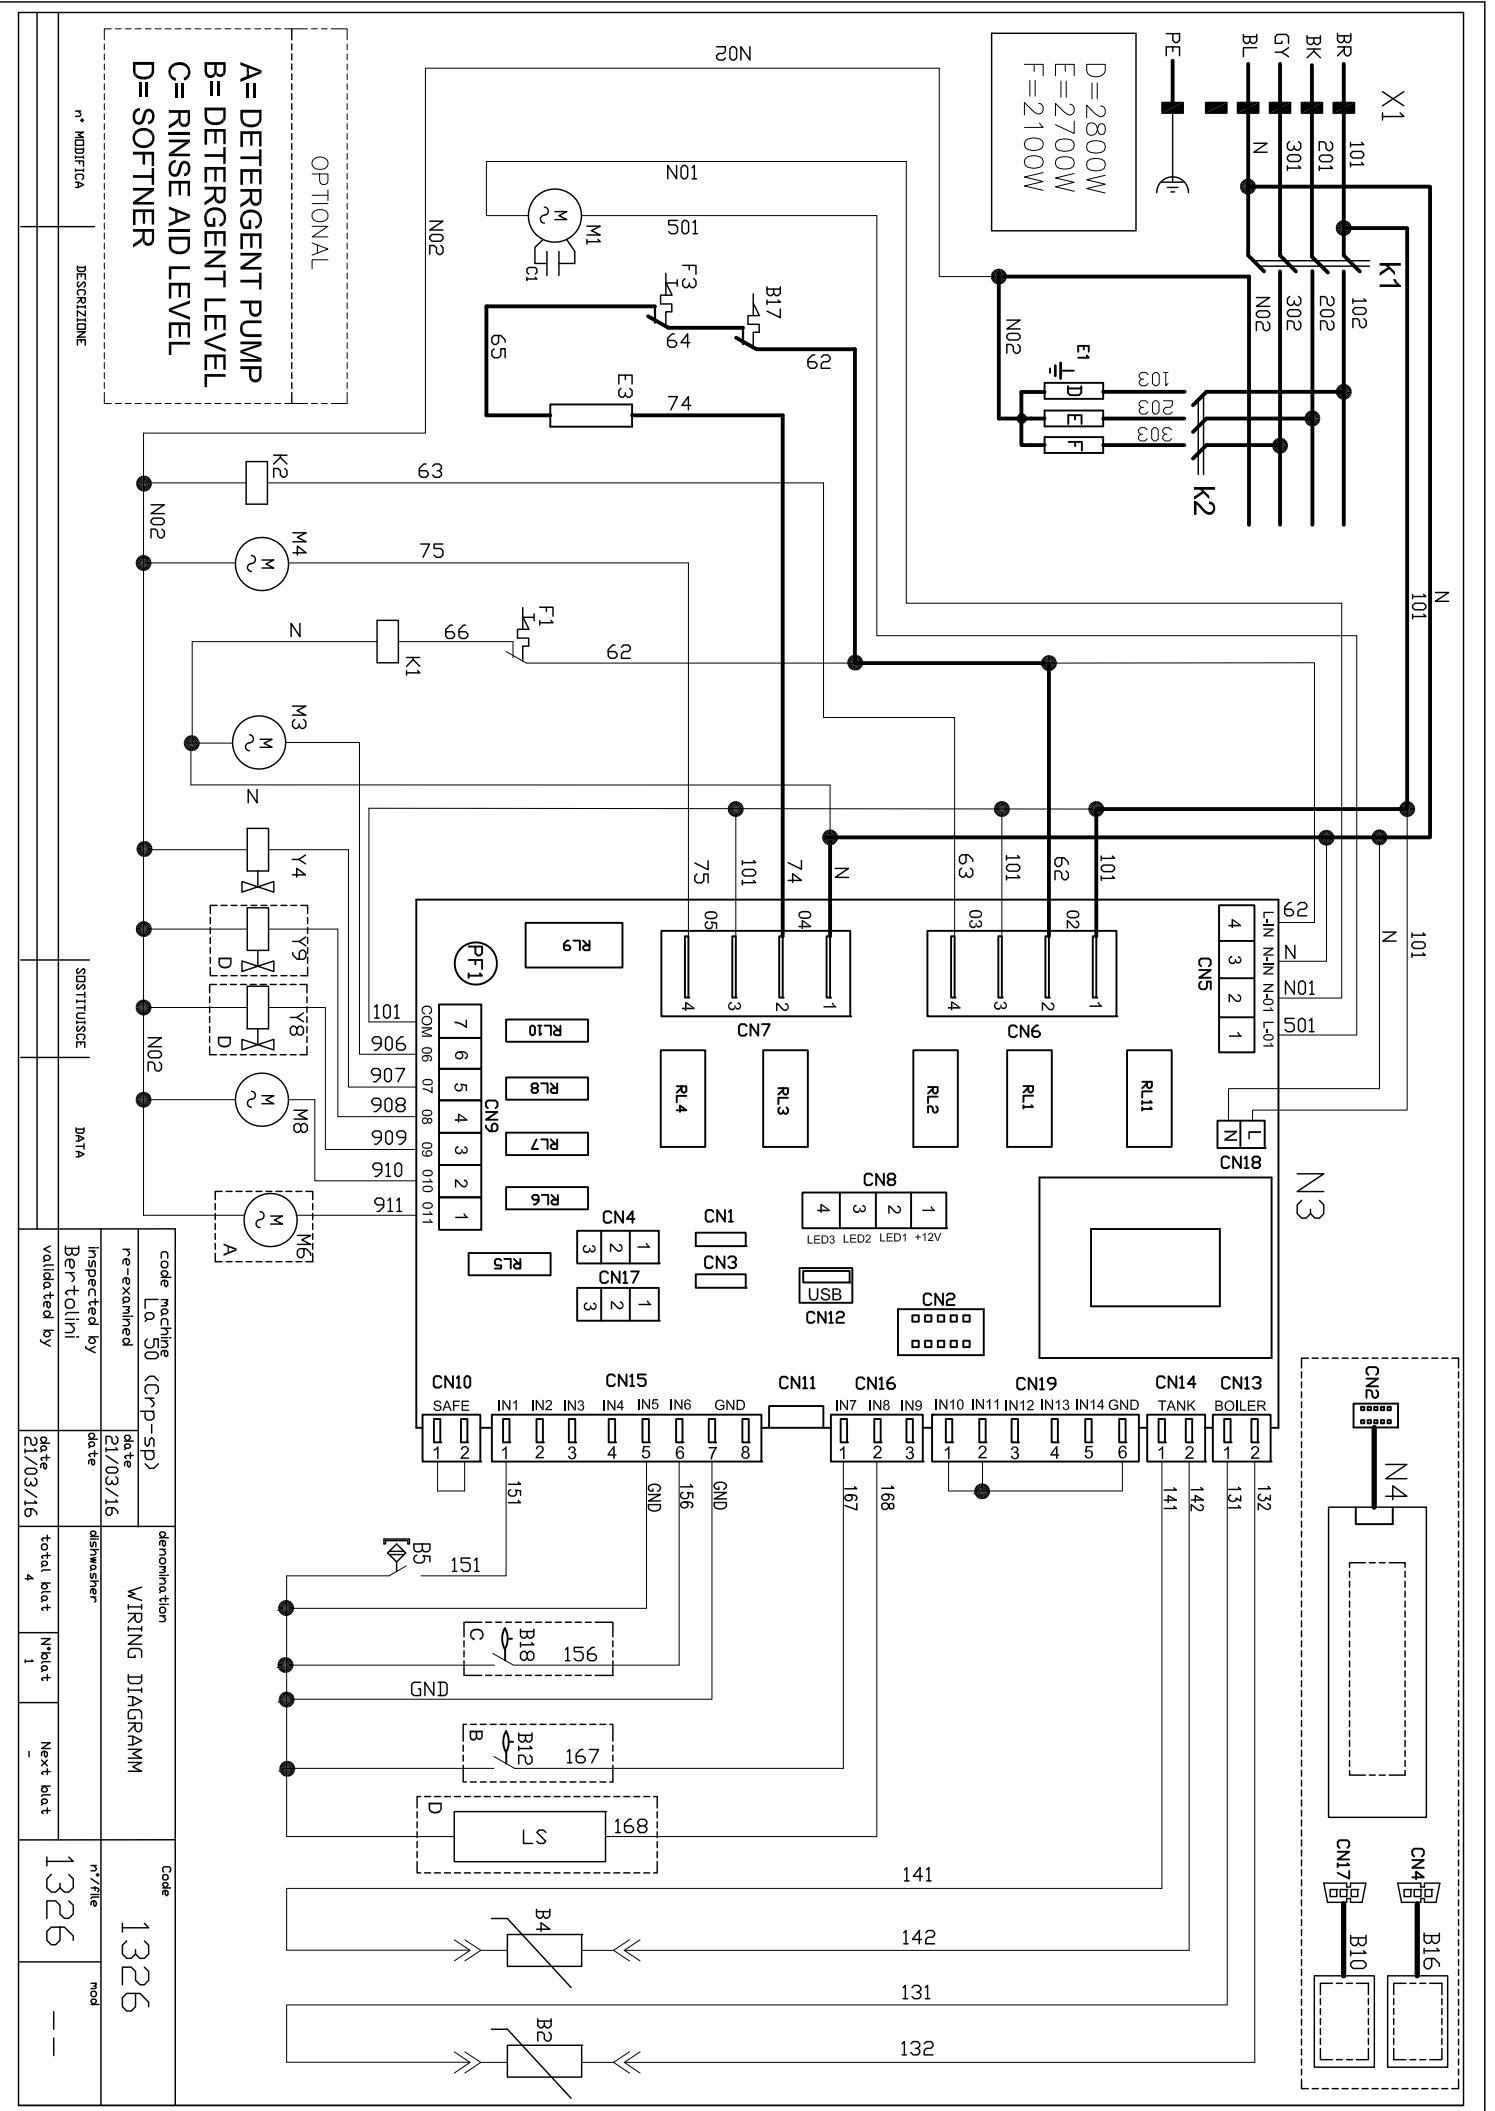 X1
BR
BK
GY
BL
PE
101
201
301
N
k1
102
202
302
N02
D=2800W
E=2700W
F=2100W
N02
E1
D
E
F
103
203
303
k2
N
101
N02
N02
N01
501
M1
M
C1
F3
B17
65
64
62
E3
74
OPTIONAL
A= DETERGENT PUMP
B= DETERGENT LEVEL
C= RINSE AID LEVEL
D= SOFTNER
K2
63
N02
M4
M
75
F1
N
66
62
K1
M3
M
N
Y4
Y9
D
Y8
D
N02
M8
M
M6
M
A
75
101
74
N
63
101
62
101
62
N
N01
501
N
101
05
04
03
02
L-IN
N-IN
N-01
L-01
4
3
2
1
CN5
4
3
2
1
CN7
4
3
2
1
CN6
PF1
RL9
RL10
RL8
RL7
RL6
RL5
RL4
RL3
RL2
RL1
RL11
L
N
CN18
N3
101
906
907
908
909
910
911
COM
06
07
08
09
010
011
7
6
5
4
3
2
1
CN9
CN8
4
3
2
1
LED3
LED2
LED1
+12V
CN4
3
2
1
CN17
3
2
1
CN1
CN3
USB
CN12
CN2
CN10
SAFE
1
2
CN15
IN1
IN2
IN3
IN4
IN5
IN6
GND
1
2
3
4
5
6
7
8
CN11
CN16
IN7
IN8
IN9
1
2
3
CN19
IN10
IN11
IN12
IN13
IN14
GND
1
2
3
4
5
6
CN14
TANK
1
2
CN13
BOILER
1
2
151
GND
156
GND
167
168
141
142
131
132
B5
151
C
B18
156
GND
B
B12
167
D
LS
168
141
B4
142
131
B2
132
CN2
N4
CN17
B10
CN4
B16
n° MODIFICA
DESCRIZIONE
SOSTITUISCE
DATA
code machine
La 50 (Crp-sp)
re-examined
date
21/03/16
inspected by
Bertolini
date
validated by
date
21/03/16
denomination
WIRING DIAGRAMM
dishwasher
total blat
4
N°blat
1
Next blat
-
Code
1326
n°/file
1326
mod
--